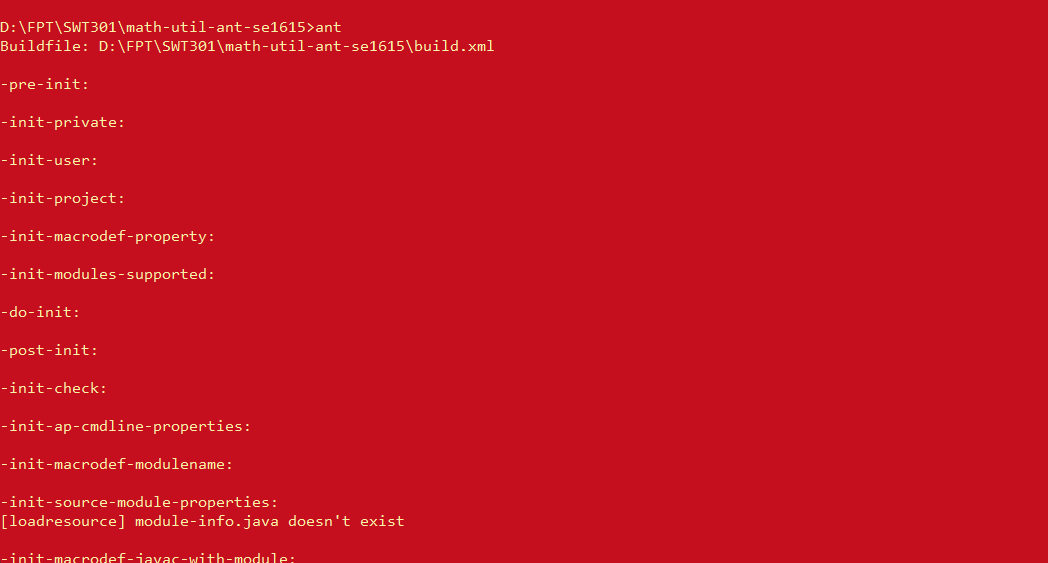 D:\FPT\SWT301\math-util-ant-se1615>ant
Buildfile: D:\FPT\SWT301\math-util-ant-se1615\build.xml
-pre-init:
-init-private:
-init-user:
-init-project:
-init-macrodef-property:
-init-modules-supported:
-do-init:
-post-init:
-init-check:
-init-ap-cmdline-properties:
-init-macrodef-modulename:
-init-source-module-properties:
[loadresource] module-info.java doesn't exist
-init-macrodef-javac-with-module: